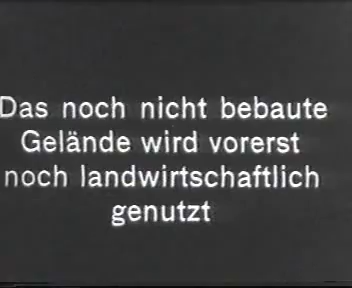 Das noch nicht bebaute
Gelände wird vorerst
noch landwirtschaftlich
genutzt